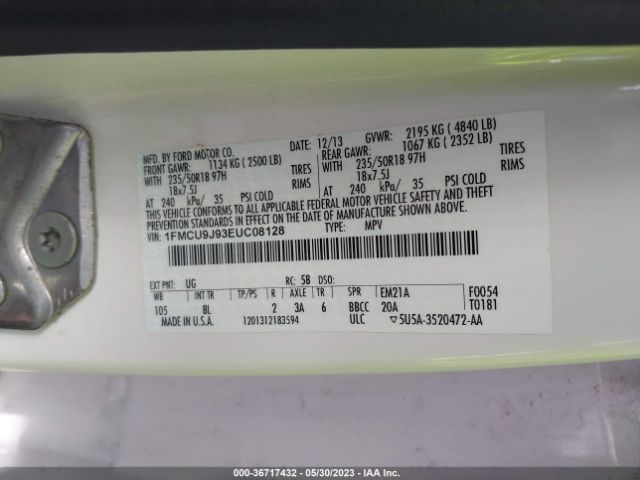 MFD. BY FORD MOTOR CO.
DATE: 12/13 GVWR: 2195 KG ( 4840 LB)
FRONT GAWR: 1134 KG ( 2500 LB) REAR GAWR: 1067 KG ( 2352 LB)
WITH 235/50R18 97H TIRES WITH 235/50R18 97H TIRES
18x7.5J RIMS 18x7.5J RIMS
AT 240 kPa/ 35 PSI COLD AT 240 kPa/ 35 PSI COLD
THIS VEHICLE CONFORMS TO ALL APPLICABLE FEDERAL MOTOR VEHICLE SAFETY AND THEFT
PREVENTION STANDARDS IN EFFECT ON THE DATE OF MANUFACTURE SHOWN ABOVE.
VIN: 1FMCU9J93EUC08128 TYPE: MPV
EXT PNT: UG RC: 58 DSO:
WB INT TR TP/PS R AXLE TR SPR EM21A F0054
105 BL 2 3A 6 BBCC 20A T0181
MADE IN U.S.A. 1201312183594 ULC ▽5U5A-3520472-AA
000-36717432 — 05/30/2023 — IAA Inc.